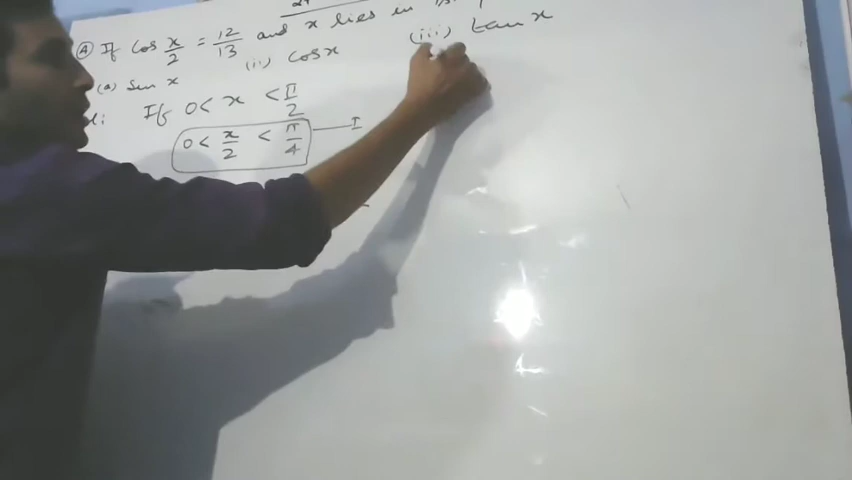 Ⓐ If Cos x/2 = 12/13 and x lies in
(a) Sin x (ii) Cos x (iii) tan x
If 0 < x < π/2
0 < x/2 < π/4 — I